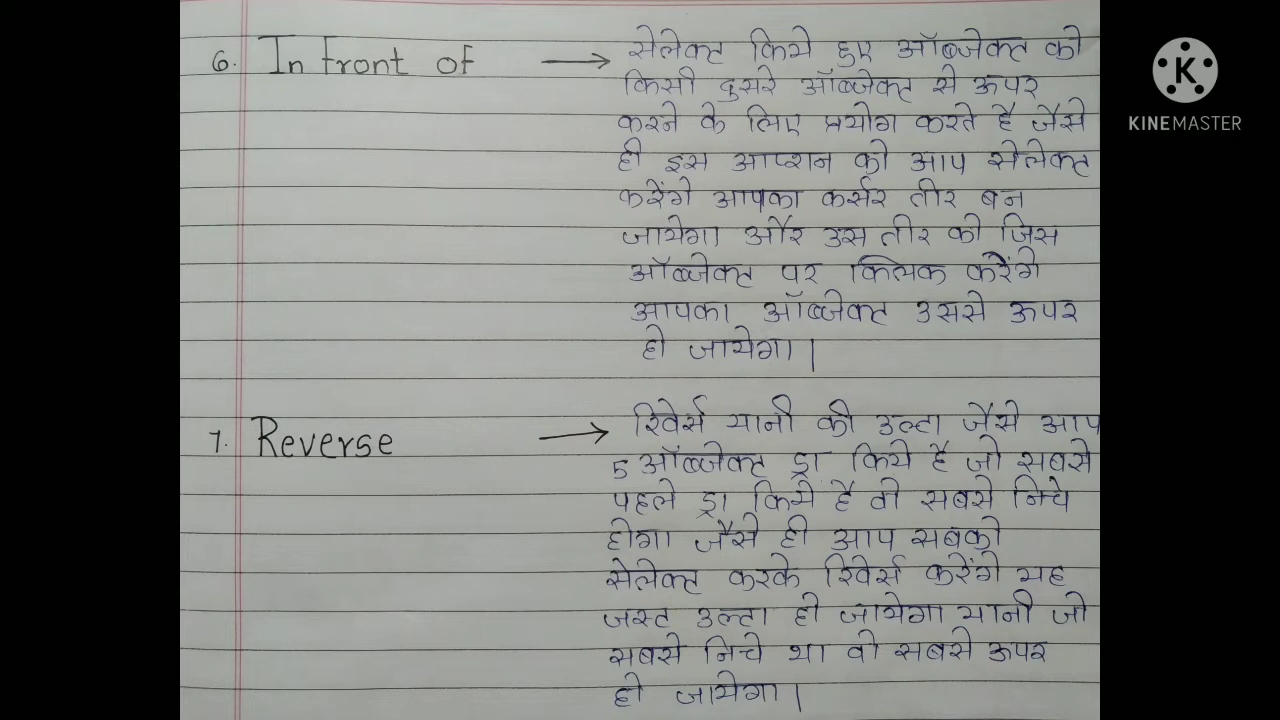 6. In Front of → सेलेक्ट किये हुए ऑब्जेक्ट को
किसी दुसरे ऑब्जेक्ट से ऊपर
करने के लिए प्रयोग करते है जैसे
ही इस आप्शन को आप सेलेक्ट
करेंगे आपका कर्सर तीर बन
जायेगा और उस तीर को जिस
ऑब्जेक्ट पर क्लिक करेंगे
आपका ऑब्जेक्ट उससे ऊपर
हो जायेगा।
7. Reverse → रिवेर्स यानी की उल्टा जैसे आप
5 ऑब्जेक्ट ड्रा किये है जो सबसे
पहले ड्रा किये है वो सबसे निचे
होगा जैसे ही आप सबको
सेलेक्ट करके रिवेर्स करेंगे यह
जस्ट उल्टा हो जायेगा यानी जो
सबसे निचे था वो सबसे ऊपर
हो जायेगा।
K
KINEMASTER